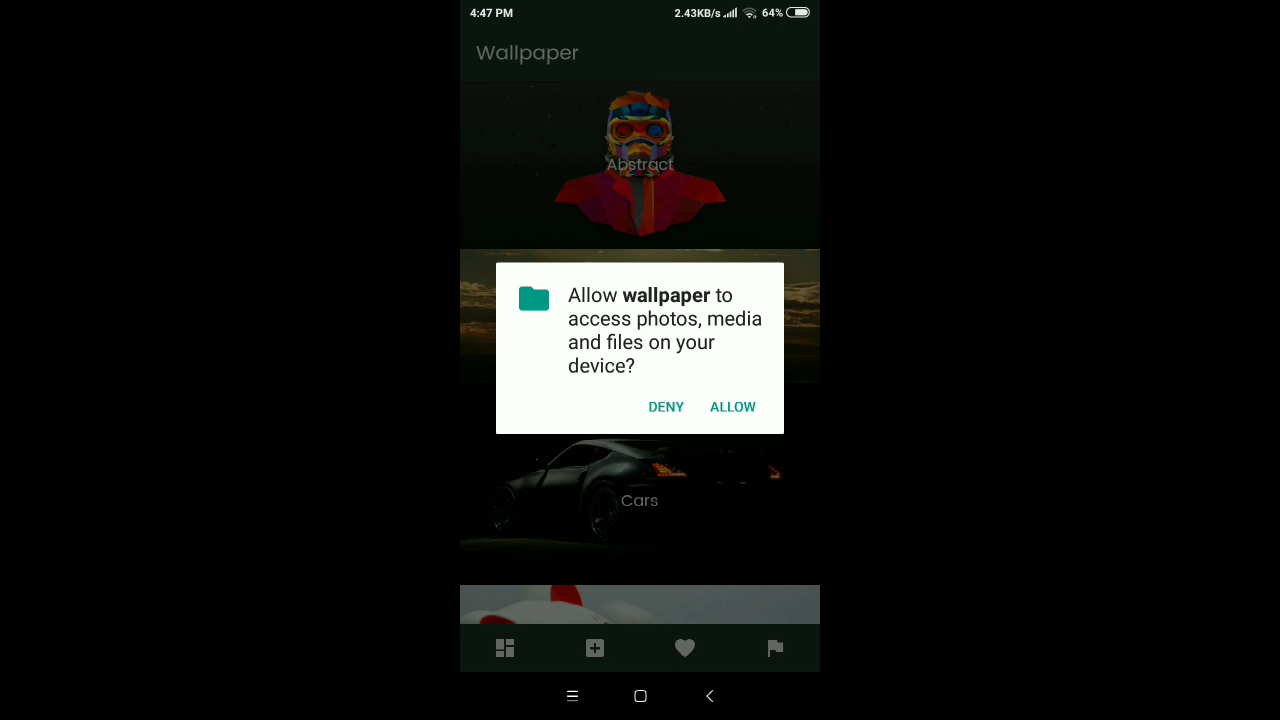 4:47 PM
2.43KB/s
64%
Wallpaper
Abstract
Allow wallpaper to
access photos, media
and files on your
device?
DENY
ALLOW
Cars